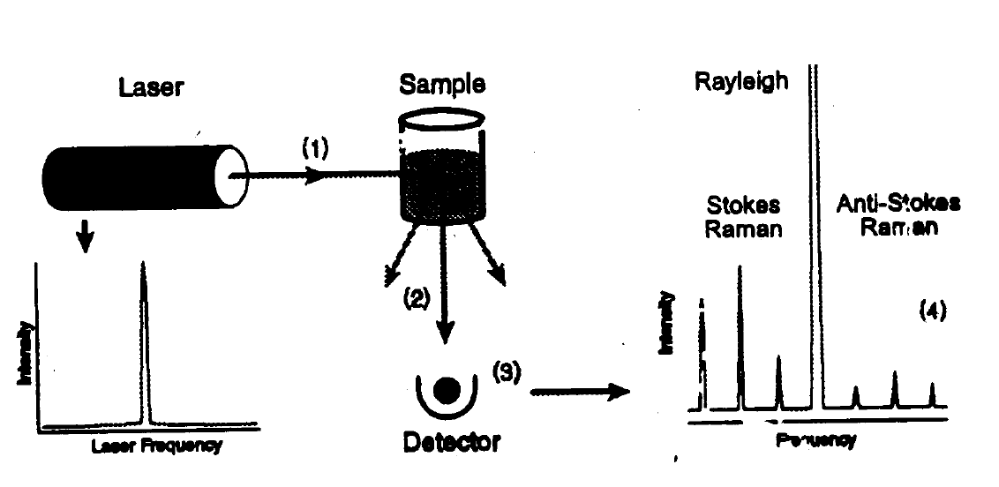 Laser
Sample
Rayleigh
(1)
Stokes
Raman
Anti-Stokes
Raman
(2)
Intensity
Intensity
(4)
(3)
Laser Frequency
Detector